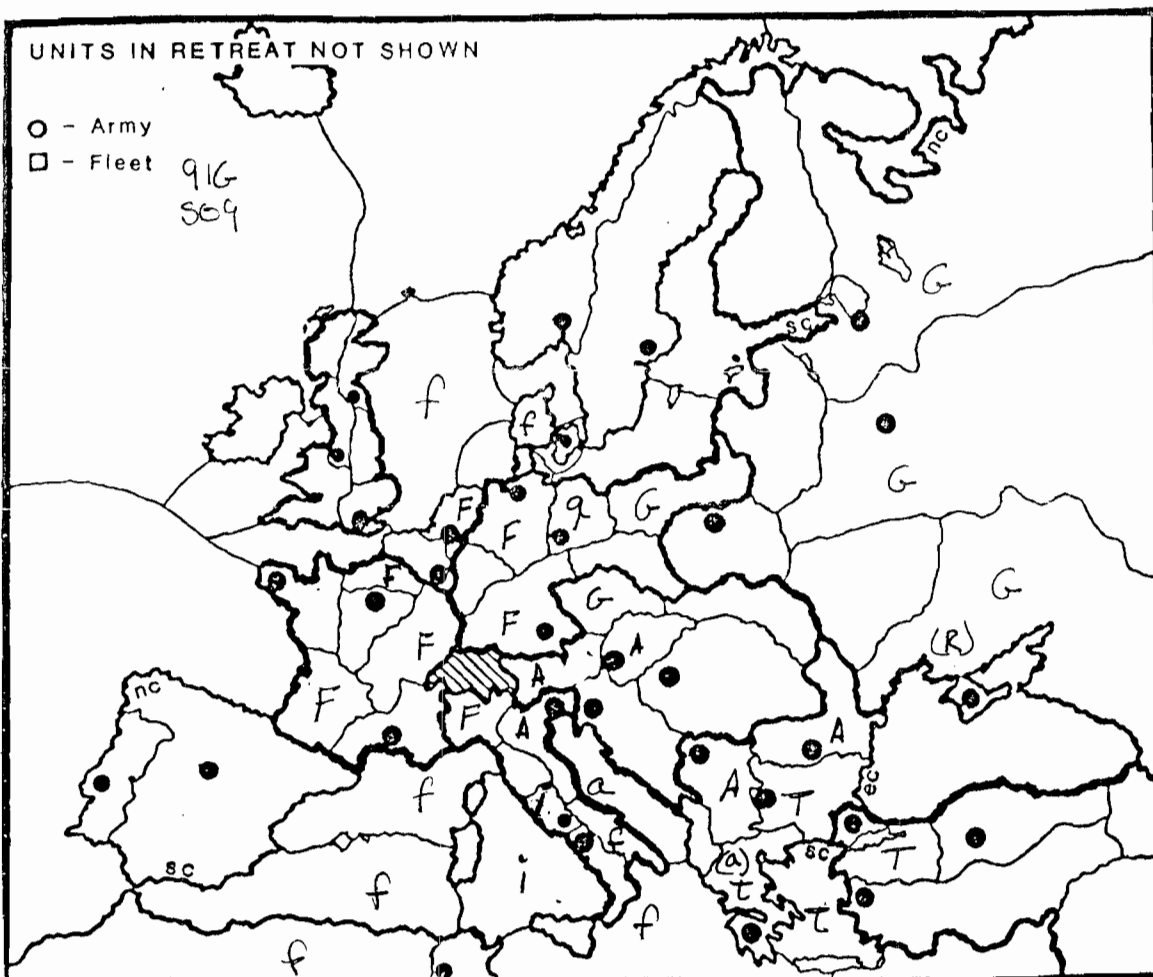 UNITS IN RETREAT NOT SHOWN
O - Army
□ - Fleet
91G
S09
nc
G
sc
i
f
f
G
F
F
g
G
F
G
G
F
F
A
(R)
A
nc
F
F
A
A
f
a
A
T
ec
i
f
(a)
sc
T
t
sc
f
i
f
t
f